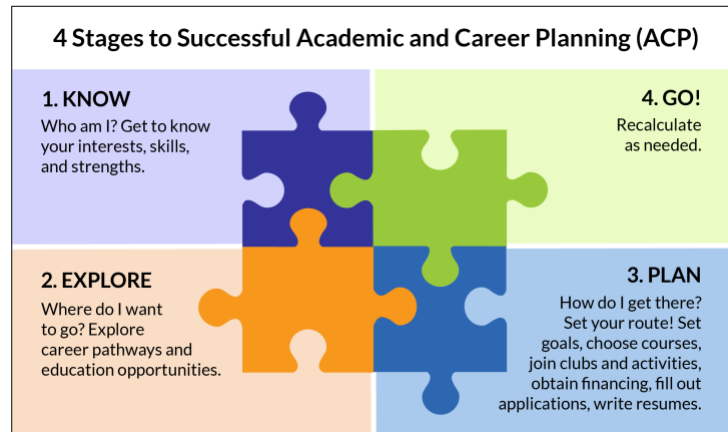 4 Stages to Successful Academic and Career Planning (ACP)
1. KNOW
Who am I? Get to know
your interests, skills,
and strengths.
2. EXPLORE
Where do I want
to go? Explore
career pathways and
education opportunities.
3. PLAN
How do I get there?
Set your route! Set
goals, choose courses,
join clubs and activities,
obtain financing, fill out
applications, write resumes.
4. GO!
Recalculate
as needed.